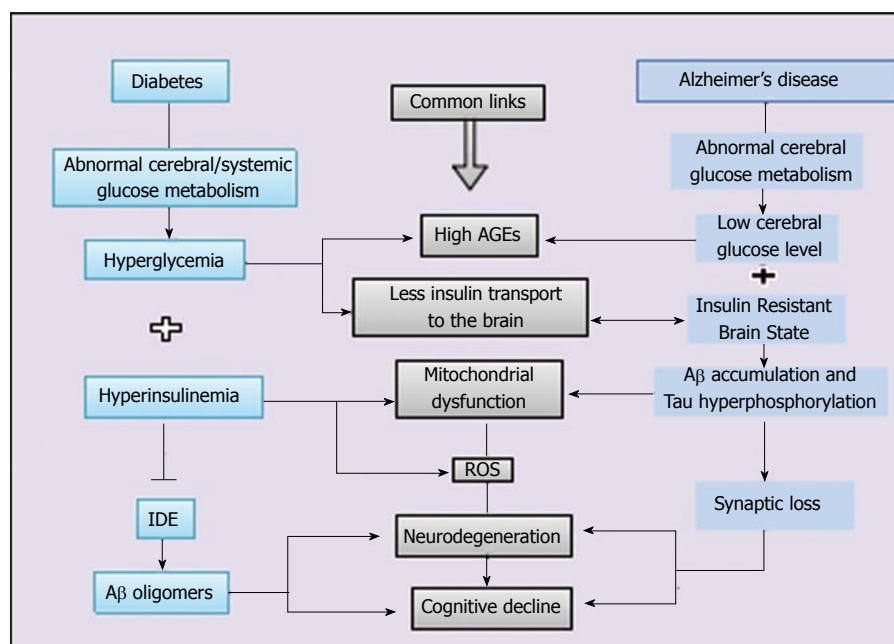 Diabetes
Abnormal cerebral/systemic
glucose metabolism
Hyperglycemia
Hyperinsulinemia
IDE
Aβ oligomers
Common links
High AGEs
Less insulin transport
to the brain
Mitochondrial
dysfunction
ROS
Neurodegeneration
Cognitive decline
Alzheimer's disease
Abnormal cerebral
glucose metabolism
Low cerebral
glucose level
Insulin Resistant
Brain State
Aβ accumulation and
Tau hyperphosphorylation
Synaptic loss